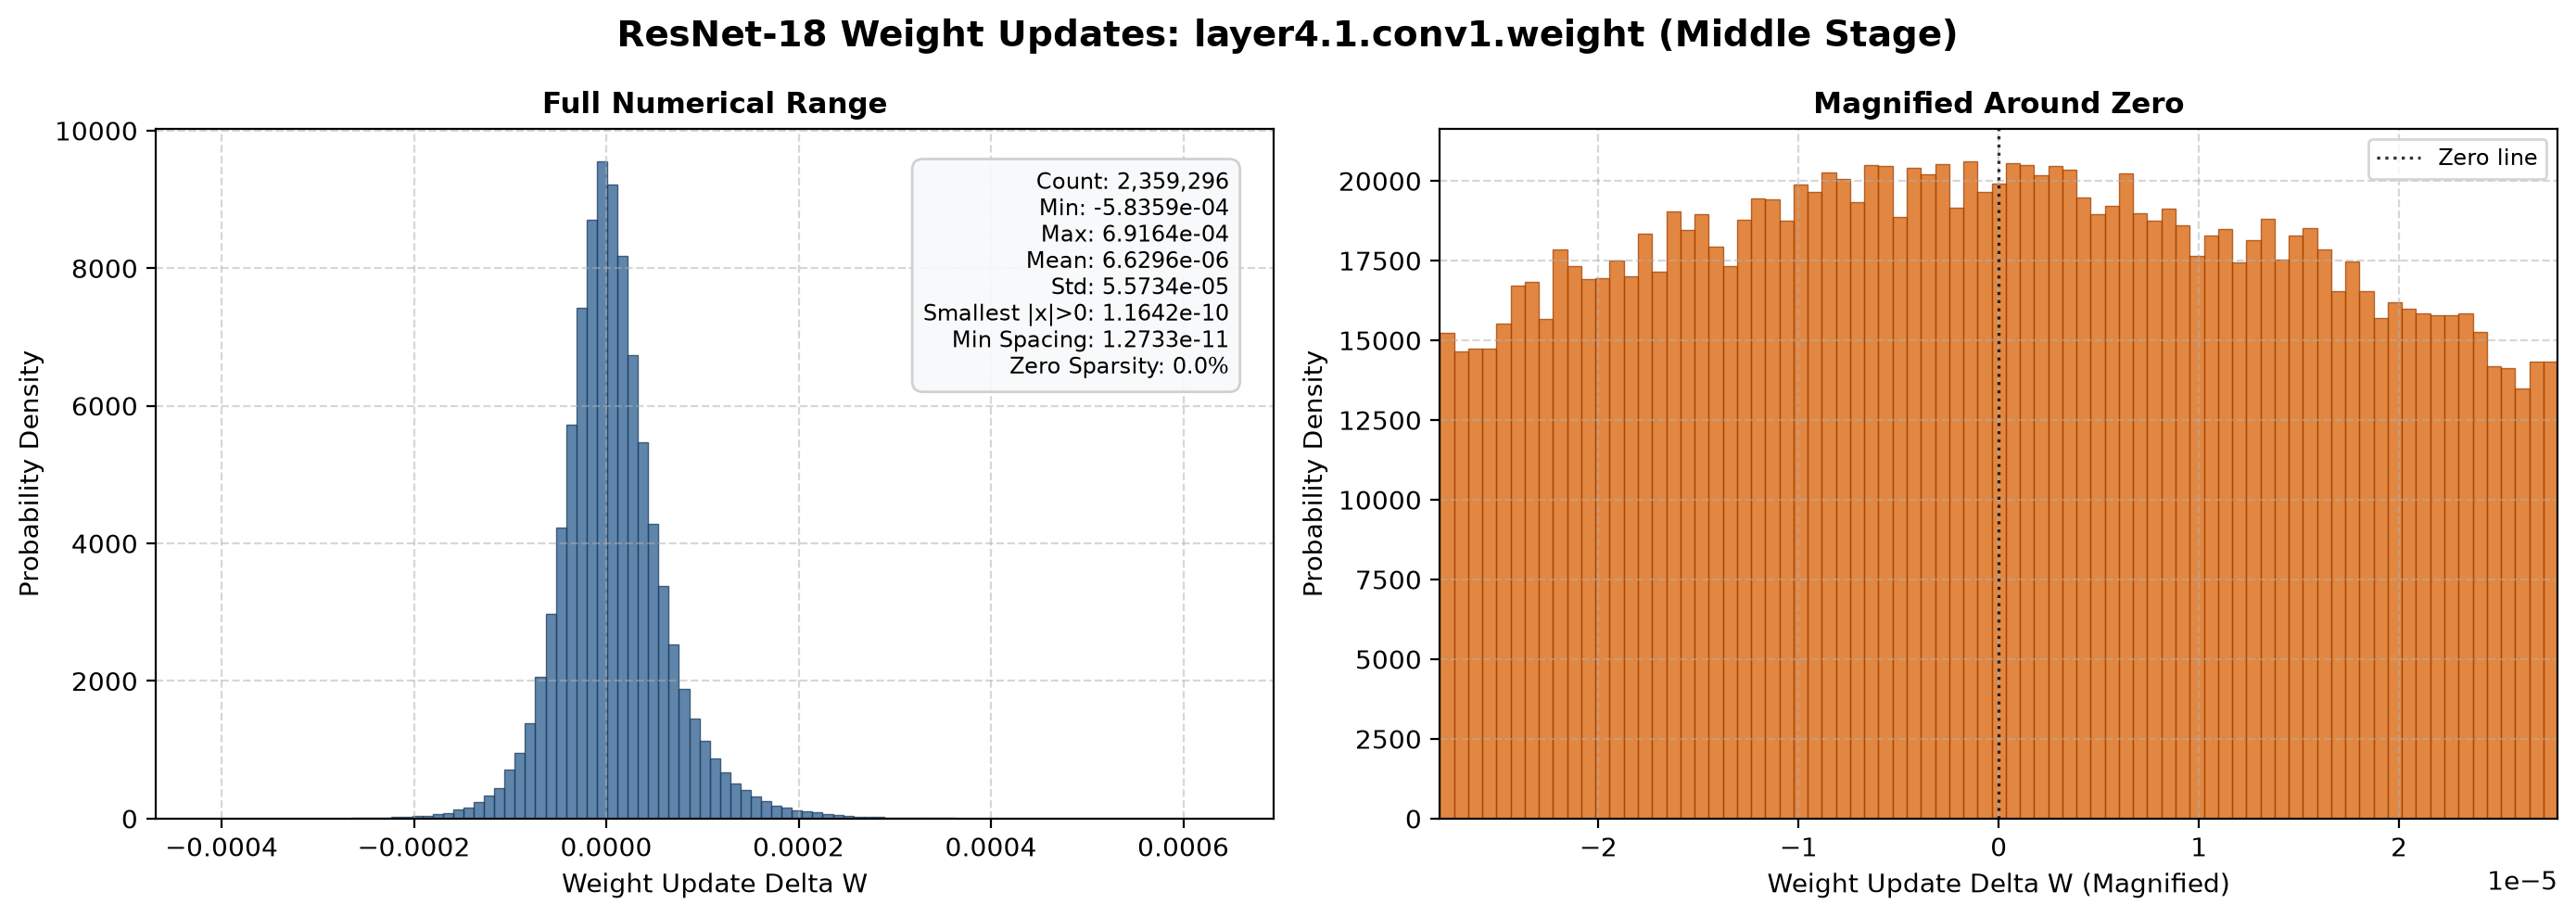 ResNet-18 Weight Updates: layer4.1.conv1.weight (Middle Stage)
Full Numerical Range
Probability Density
10000
8000
6000
4000
2000
0
Count: 2,359,296
Min: -5.8359e-04
Max: 6.9164e-04
Mean: 6.6296e-06
Std: 5.5734e-05
Smallest |x|>0: 1.1642e-10
Min Spacing: 1.2733e-11
Zero Sparsity: 0.0%
−0.0004 −0.0002 0.0000 0.0002 0.0004 0.0006
Weight Update Delta W
Magnified Around Zero
Probability Density
20000
17500
15000
12500
10000
7500
5000
2500
0
Zero line
−2 −1 0 1 2
1e−5
Weight Update Delta W (Magnified)